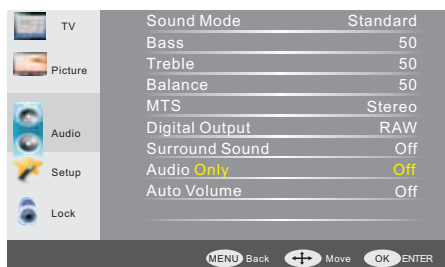 TV
Picture
Audio
Setup
Lock
Sound Mode Standard
Bass 50
Treble 50
Balance 50
MTS Stereo
Digital Output RAW
Surround Sound Off
Audio Only Off
Auto Volume Off
MENU Back Move OK ENTER